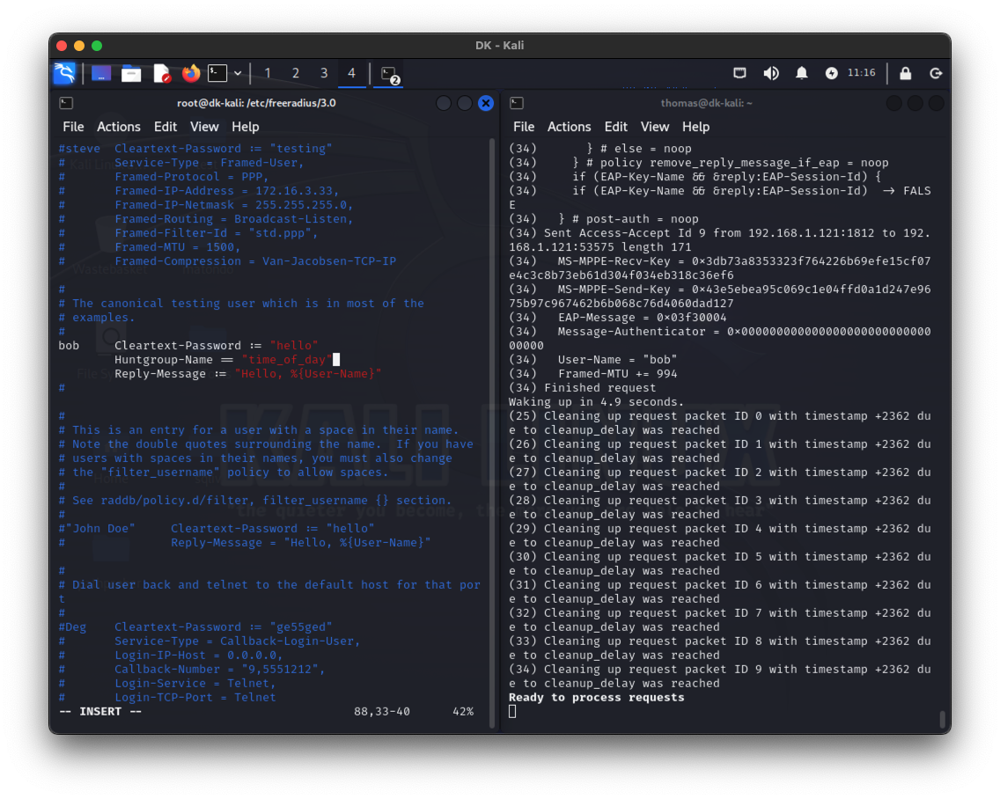 DK - Kali
1 2 3 4 2 11:16
root@dk-kali: /etc/freeradius/3.0
File Actions Edit View Help
#steve  Cleartext-Password := "testing"
#       Service-Type = Framed-User,
#       Framed-Protocol = PPP,
#       Framed-IP-Address = 172.16.3.33,
#       Framed-IP-Netmask = 255.255.255.0,
#       Framed-Routing = Broadcast-Listen,
#       Framed-Filter-Id = "std.ppp",
#       Framed-MTU = 1500,
#       Framed-Compression = Van-Jacobsen-TCP-IP
#
# The canonical testing user which is in most of the
# examples.
#
bob     Cleartext-Password := "hello"
        Huntgroup-Name == "time_of_day"
        Reply-Message := "Hello, %{User-Name}"
#
#
# This is an entry for a user with a space in their name.
# Note the double quotes surrounding the name.  If you have
# users with spaces in their names, you must also change
# the "filter_username" policy to allow spaces.
#
# See raddb/policy.d/filter, filter_username {} section.
#
#"John Doe"     Cleartext-Password := "hello"
#               Reply-Message = "Hello, %{User-Name}"
#
# Dial user back and telnet to the default host for that por
t
#
#Deg    Cleartext-Password := "ge55ged"
#       Service-Type = Callback-Login-User,
#       Login-IP-Host = 0.0.0.0,
#       Callback-Number = "9,5551212",
#       Login-Service = Telnet,
#       Login-TCP-Port = Telnet
-- INSERT --                  88,33-40      42%
thomas@dk-kali: ~
File Actions Edit View Help
(34)       } # else = noop
(34)     } # policy remove_reply_message_if_eap = noop
(34)     if (EAP-Key-Name && &reply:EAP-Session-Id) {
(34)     if (EAP-Key-Name && &reply:EAP-Session-Id)  -> FALS
E
(34)   } # post-auth = noop
(34) Sent Access-Accept Id 9 from 192.168.1.121:1812 to 192.
168.1.121:53575 length 171
(34)   MS-MPPE-Recv-Key = 0x3db73a8353323f764226b69efe15cf07
e4c3c8b73eb61d304f034eb318c36ef6
(34)   MS-MPPE-Send-Key = 0x43e5ebea95c069c1e04ffd0a1d247e96
75b97c967462b6b068c76d4060dad127
(34)   EAP-Message = 0x03f30004
(34)   Message-Authenticator = 0x000000000000000000000000000
00000
(34)   User-Name = "bob"
(34)   Framed-MTU += 994
(34) Finished request
Waking up in 4.9 seconds.
(25) Cleaning up request packet ID 0 with timestamp +2362 du
e to cleanup_delay was reached
(26) Cleaning up request packet ID 1 with timestamp +2362 du
e to cleanup_delay was reached
(27) Cleaning up request packet ID 2 with timestamp +2362 du
e to cleanup_delay was reached
(28) Cleaning up request packet ID 3 with timestamp +2362 du
e to cleanup_delay was reached
(29) Cleaning up request packet ID 4 with timestamp +2362 du
e to cleanup_delay was reached
(30) Cleaning up request packet ID 5 with timestamp +2362 du
e to cleanup_delay was reached
(31) Cleaning up request packet ID 6 with timestamp +2362 du
e to cleanup_delay was reached
(32) Cleaning up request packet ID 7 with timestamp +2362 du
e to cleanup_delay was reached
(33) Cleaning up request packet ID 8 with timestamp +2362 du
e to cleanup_delay was reached
(34) Cleaning up request packet ID 9 with timestamp +2362 du
e to cleanup_delay was reached
Ready to process requests